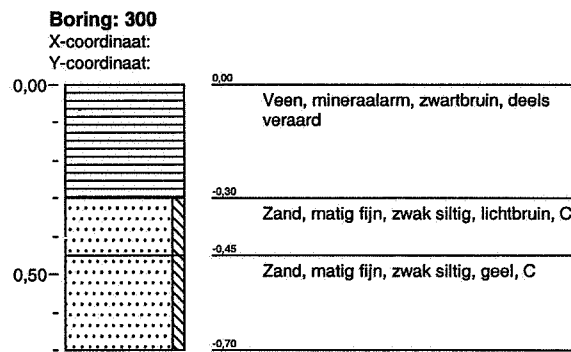 Boring: 300
X-coordinaat:
Y-coordinaat:
0,00
0,00
Veen, mineraalarm, zwartbruin, deels
veraard
-0,30
Zand, matig fijn, zwak siltig, lichtbruin, C
-0,45
0,50
Zand, matig fijn, zwak siltig, geel, C
-0,70